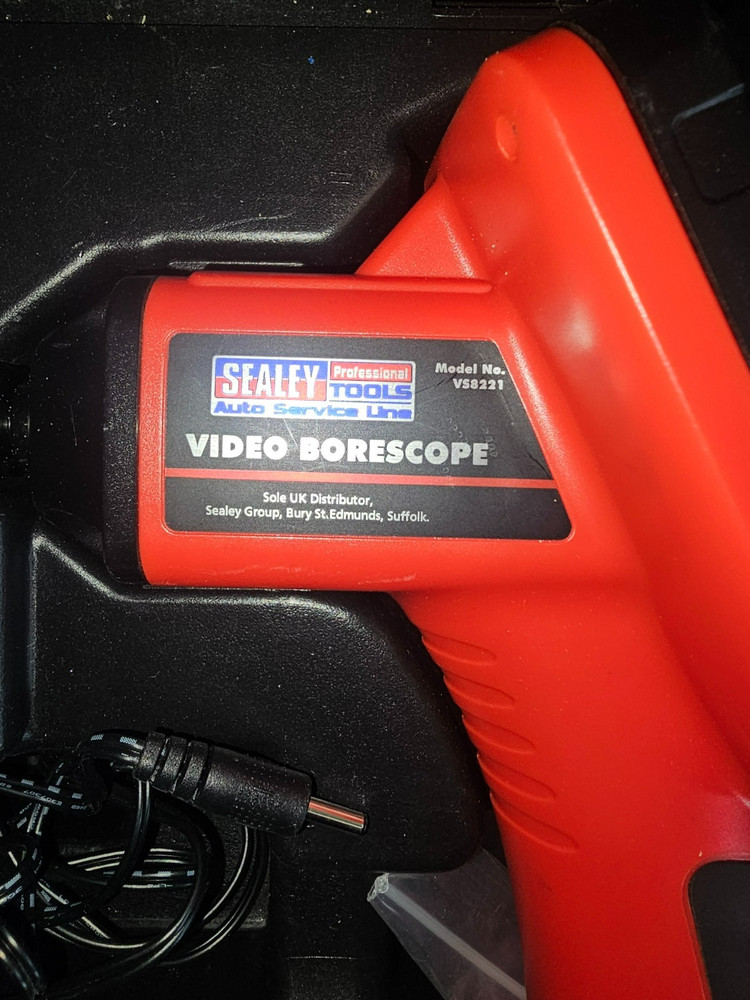 SEALEY Professional TOOLS
Auto Service Line
Model No.
VS8221
VIDEO BORESCOPE
Sole UK Distributor,
Sealey Group, Bury St.Edmunds, Suffolk.